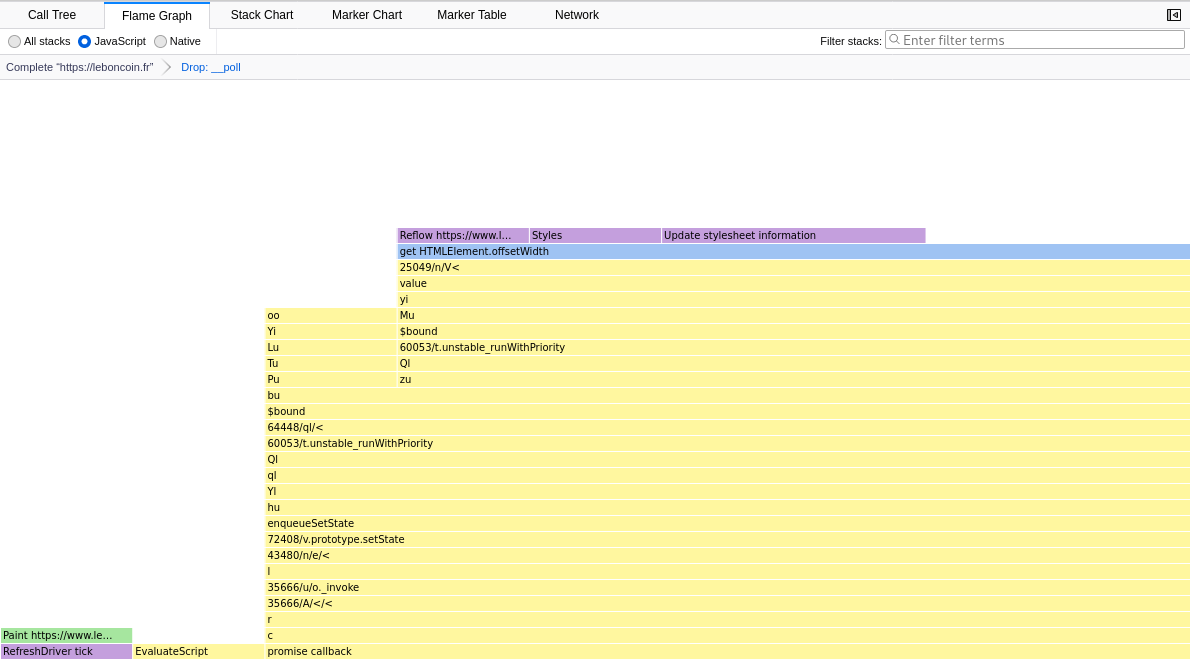 Call Tree Flame Graph Stack Chart Marker Chart Marker Table Network
All stacks JavaScript Native Filter stacks: Enter filter terms
Complete “https://leboncoin.fr” Drop: __poll
Reflow https://www.l... Styles Update stylesheet information
get HTMLElement.offsetWidth
25049/n/V<
value
yi
oo Mu
Yi $bound
Lu 60053/t.unstable_runWithPriority
Tu Ql
Pu zu
bu
$bound
64448/ql/<
60053/t.unstable_runWithPriority
Ql
ql
Yl
hu
enqueueSetState
72408/v.prototype.setState
43480/n/e/<
l
35666/u/o._invoke
35666/A/</<
r
Paint https://www.le... c
RefreshDriver tick EvaluateScript promise callback